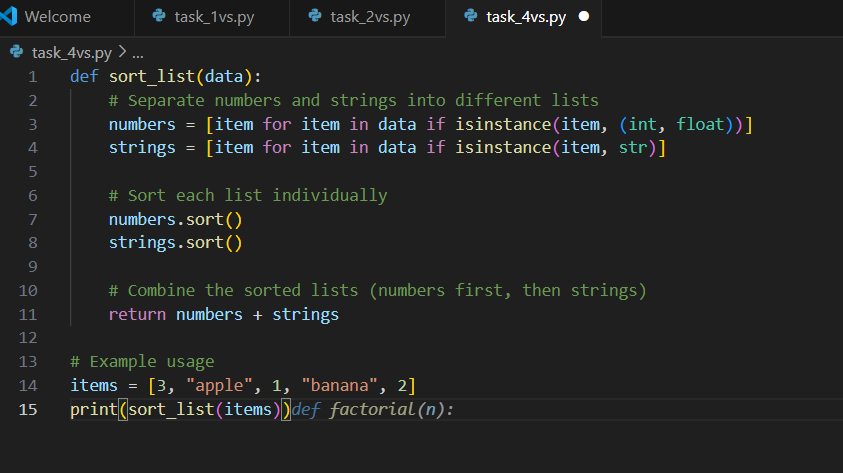 Welcome task_1vs.py task_2vs.py task_4vs.py
task_4vs.py > ...
1 def sort_list(data):
2     # Separate numbers and strings into different lists
3     numbers = [item for item in data if isinstance(item, (int, float))]
4     strings = [item for item in data if isinstance(item, str)]
5
6     # Sort each list individually
7     numbers.sort()
8     strings.sort()
9
10     # Combine the sorted lists (numbers first, then strings)
11     return numbers + strings
12
13 # Example usage
14 items = [3, "apple", 1, "banana", 2]
15 print(sort_list(items))def factorial(n):